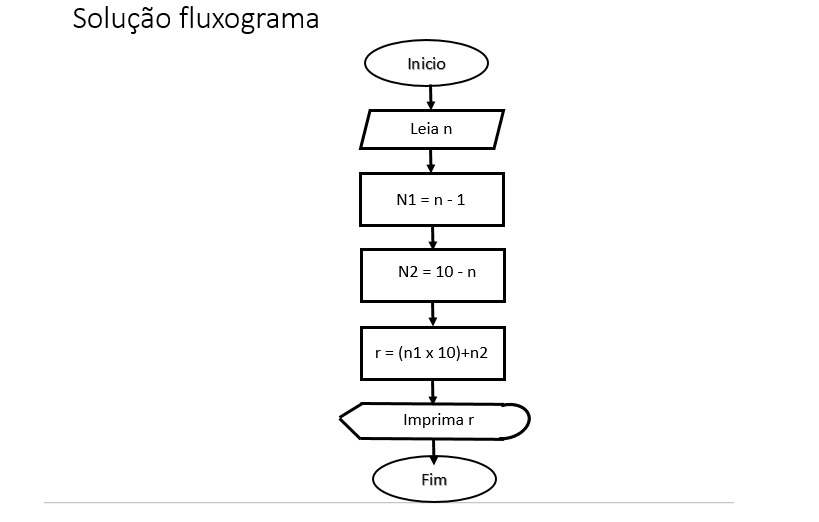 Solução fluxograma
Inicio
Leia n
N1 = n - 1
N2 = 10 - n
r = (n1 x 10)+n2
Imprima r
Fim